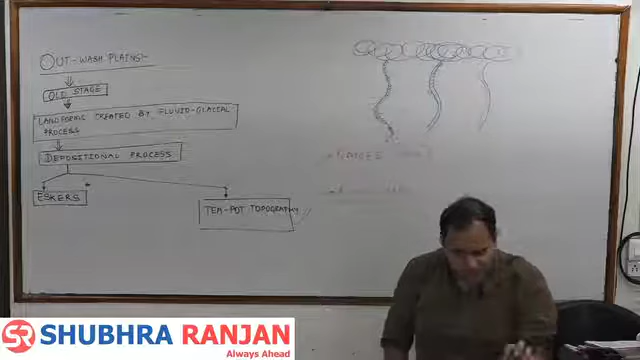 OUT-WASH PLAINS:-
OLD STAGE
LANDFORMS CREATED BY FLUVIO-GLACIAL
PROCESS
DEPOSITIONAL PROCESS
ESKERS
TEA-POT TOPOGRAPHY
SR
SHUBHRA RANJAN
Always Ahead